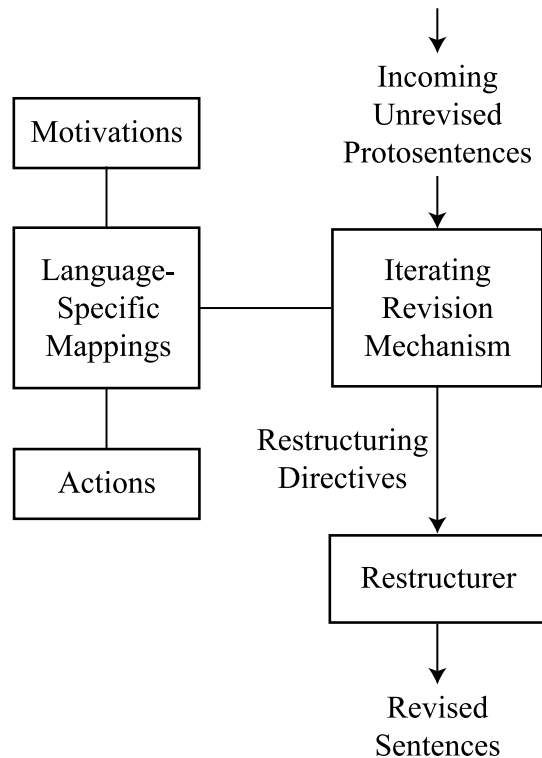 Incoming
Unrevised
Protosentences
Motivations
Language-
Specific
Mappings
Iterating
Revision
Mechanism
Restructuring
Directives
Actions
Restructurer
Revised
Sentences